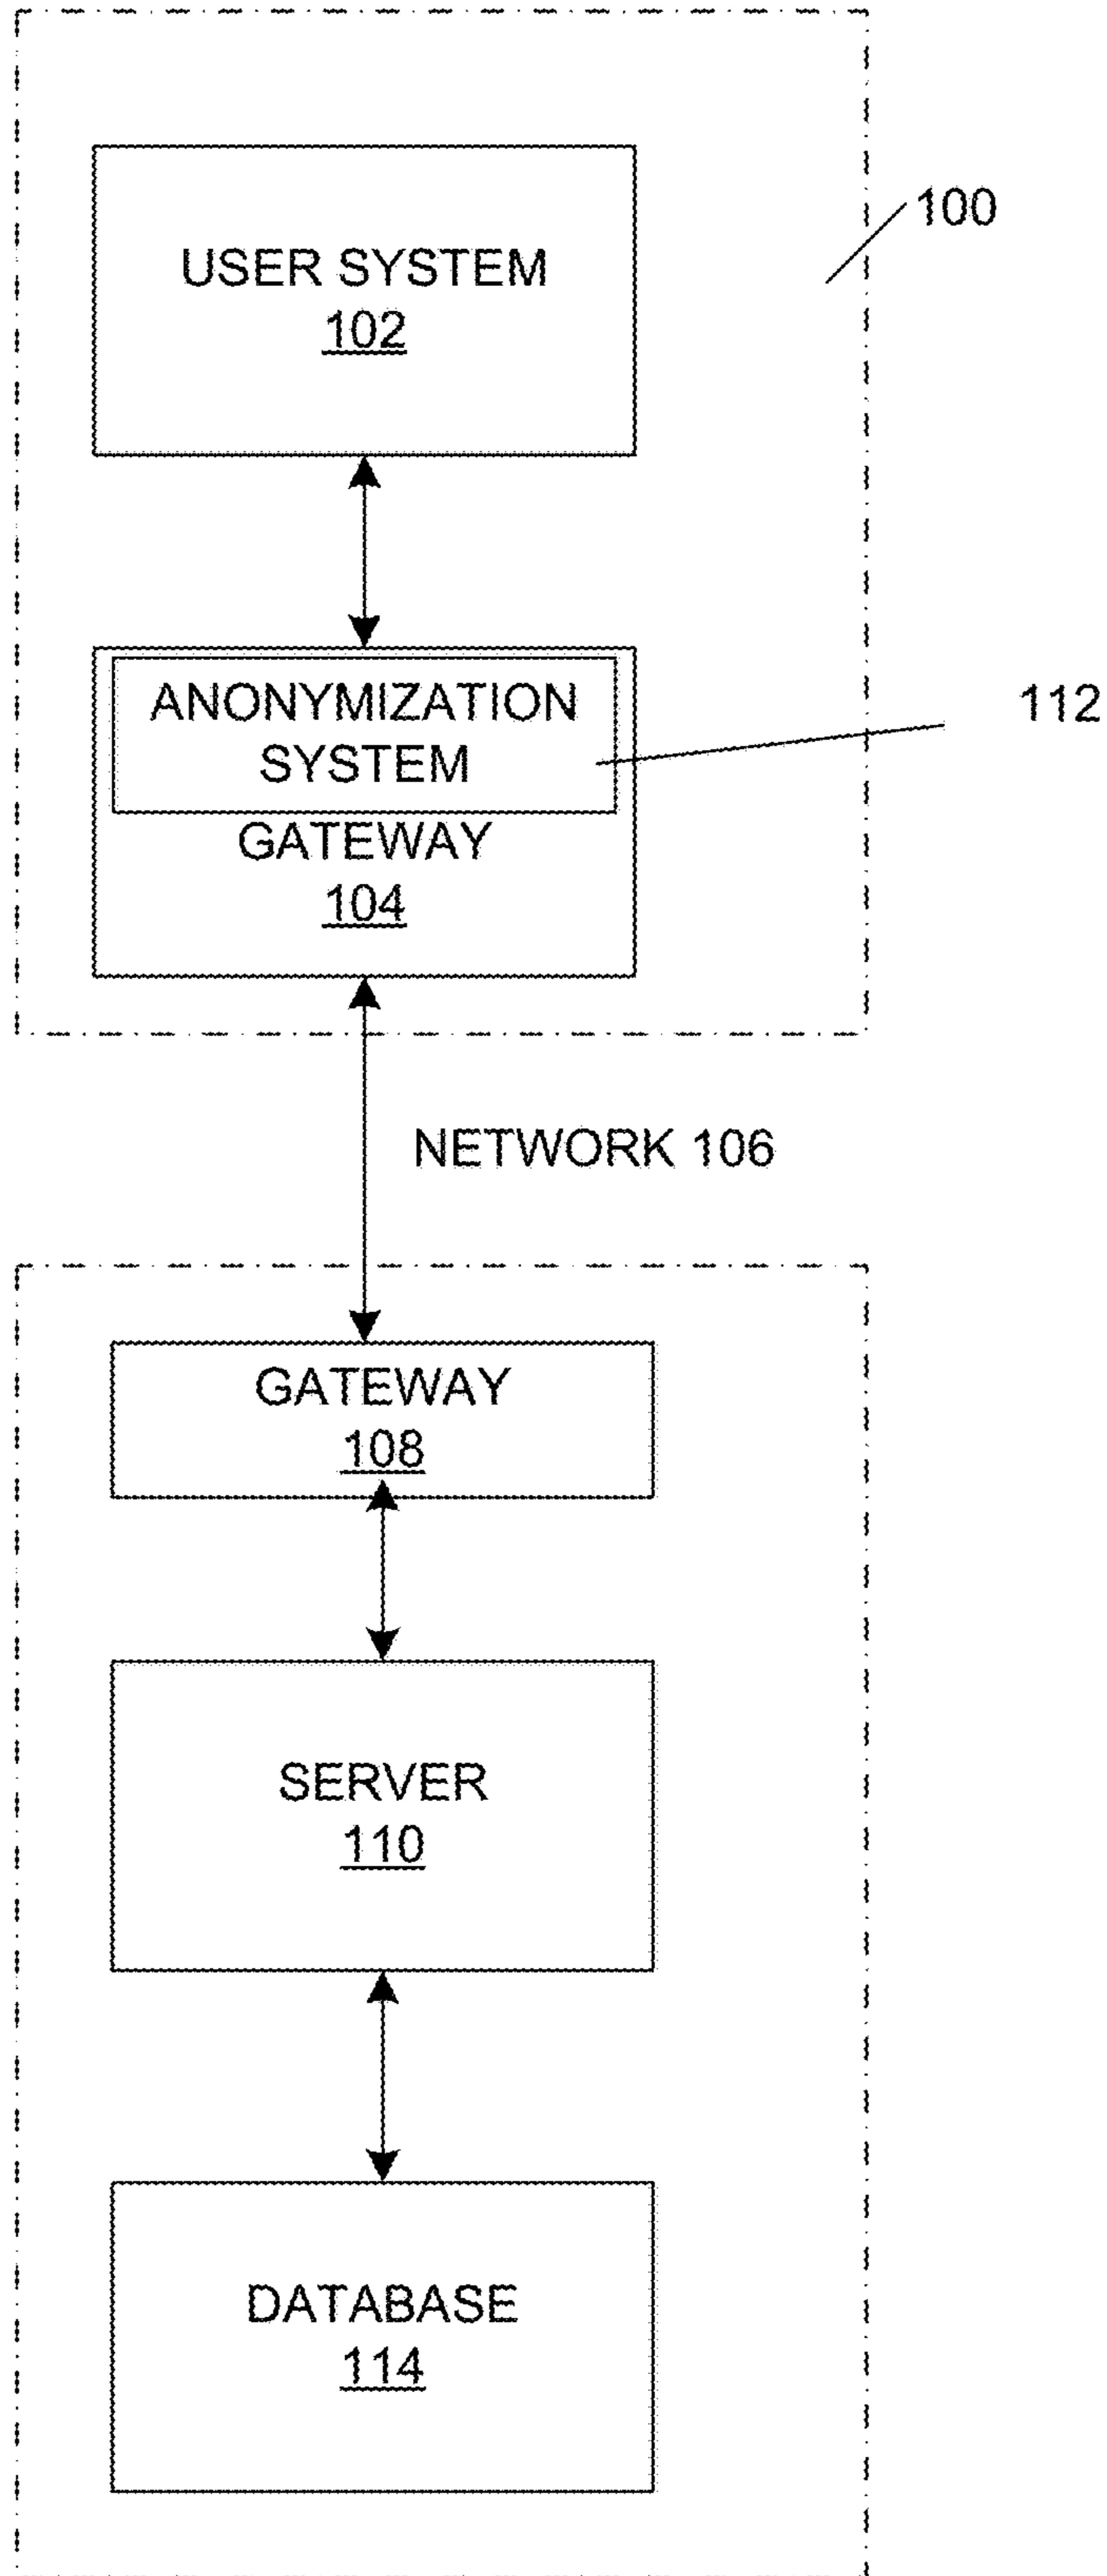 100
USER SYSTEM
102
ANONYMIZATION
SYSTEM
112
GATEWAY
104
NETWORK 106
GATEWAY
108
SERVER
110
DATABASE
114